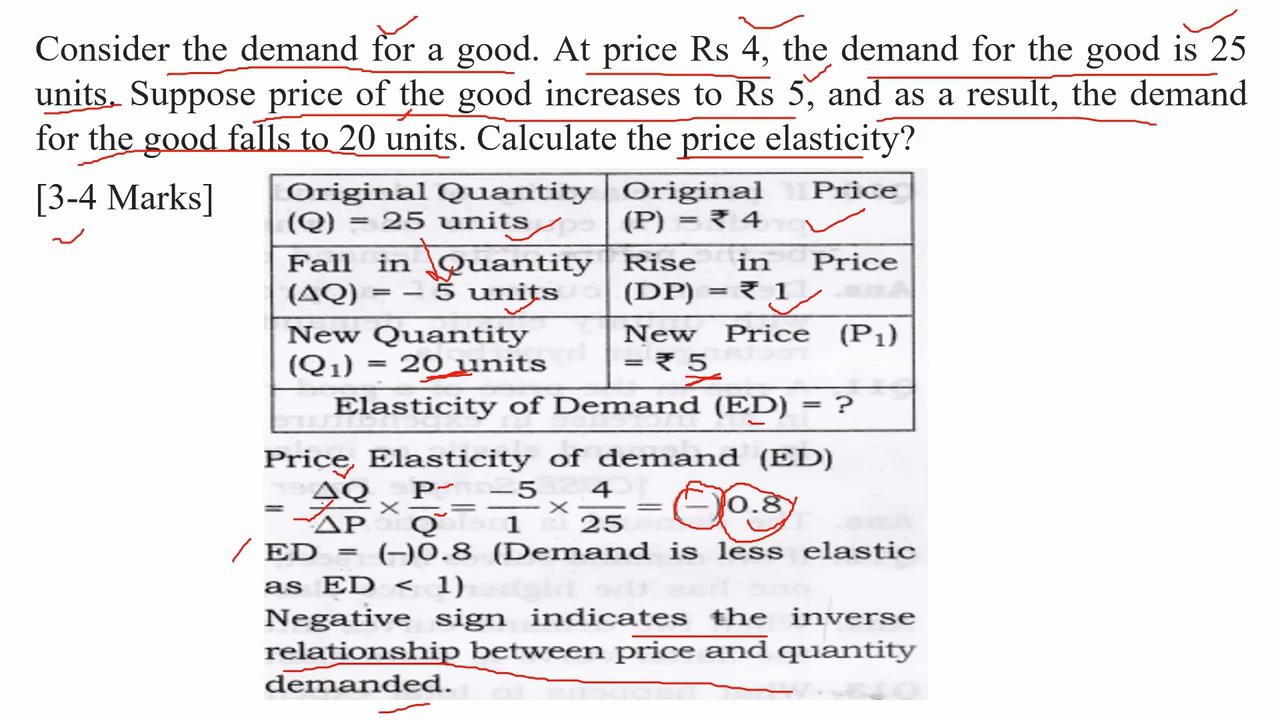 Consider the demand for a good. At price Rs 4, the demand for the good is 25
units. Suppose price of the good increases to Rs 5, and as a result, the demand
for the good falls to 20 units. Calculate the price elasticity?
[3-4 Marks]
Original Quantity
(Q) = 25 units
Original Price
(P) = ₹ 4
Fall in Quantity
(ΔQ) = – 5 units
Rise in Price
(DP) = ₹ 1
New Quantity
(Q₁) = 20 units
New Price (P₁)
= ₹ 5
Elasticity of Demand (ED) = ?
Price Elasticity of demand (ED)
= ΔQ/ΔP × P/Q = −5/1 × 4/25 = (−)0.8
ED = (–)0.8 (Demand is less elastic
as ED < 1)
Negative sign indicates the inverse
relationship between price and quantity
demanded.